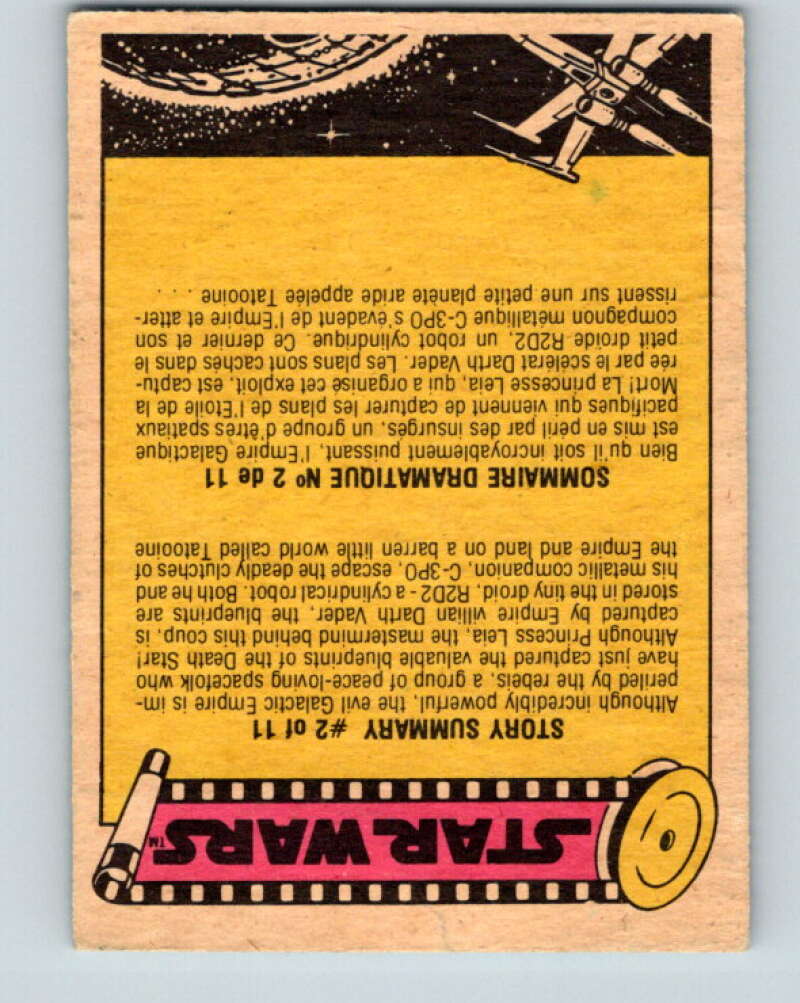 STAR WARS™
STORY SUMMARY #2 of 11
Although incredibly powerful, the evil Galactic Empire is im-
periled by the rebels, a group of peace-loving spacefolk who
have just captured the valuable blueprints of the Death Star!
Although Princess Leia, the mastermind behind this coup, is
captured by Empire villian Darth Vader, the blueprints are
stored in the tiny droid, R2D2 - a cylindrical robot. Both he and
his metallic companion, C-3PO, escape the deadly clutches of
the Empire and land on a barren little world called Tatooine
SOMMAIRE DRAMATIQUE Nº 2 de 11
Bien qu'il soit incroyablement puissant, l'Empire Galactique
est mis en péril par des insurgés, un groupe d'êtres spatiaux
pacifiques qui viennent de capturer les plans de l'Etoile de la
Mort! La princesse Leia, qui a organisé cet exploit, est captu-
rée par le scélérat Darth Vader. Les plans sont cachés dans le
petit droide, R2D2, un robot cylindrique. Ce dernier et son
compagnon métallique C-3PO s'évadent de l'Empire et atter-
rissent sur une petite planète aride appelée Tatooine . . .